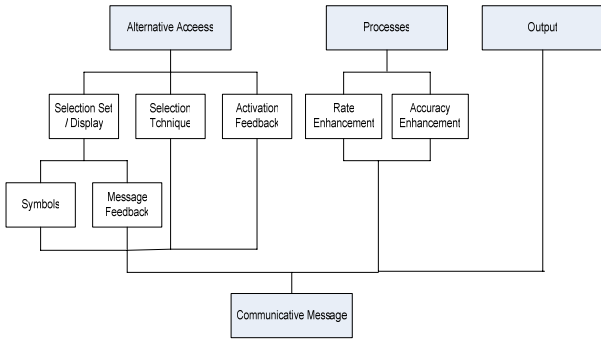 Alternative Acceess
Processes
Output
Selection Set
/ Display
Selection
Tchnique
Activation
Feedback
Rate
Enhancement
Accuracy
Enhancement
Symbols
Message
Feedback
Communicative Message